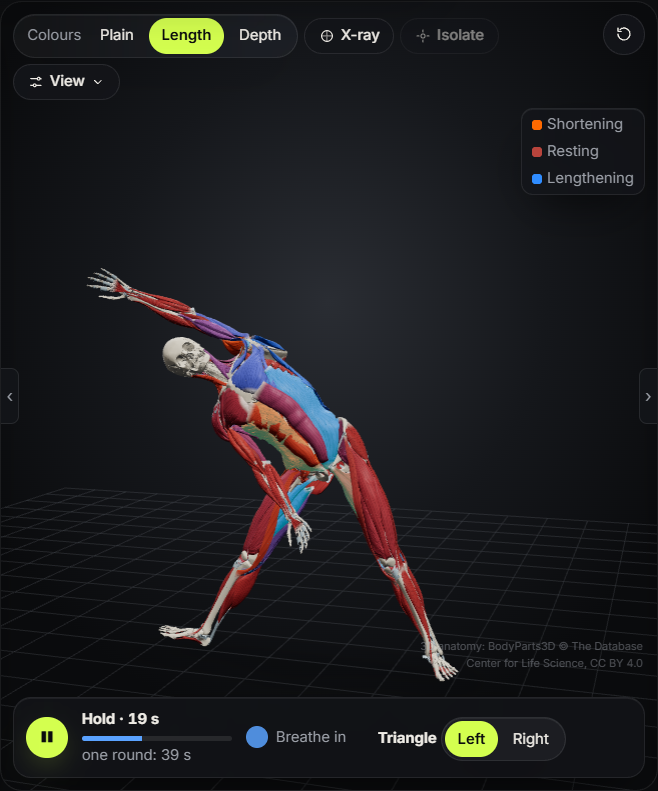 Colours Plain Length Depth X-ray Isolate
View
Shortening
Resting
Lengthening
anatomy: BodyParts3D © The Database
Center for Life Science, CC BY 4.0
Hold · 19 s
one round: 39 s
Breathe in
Triangle Left Right